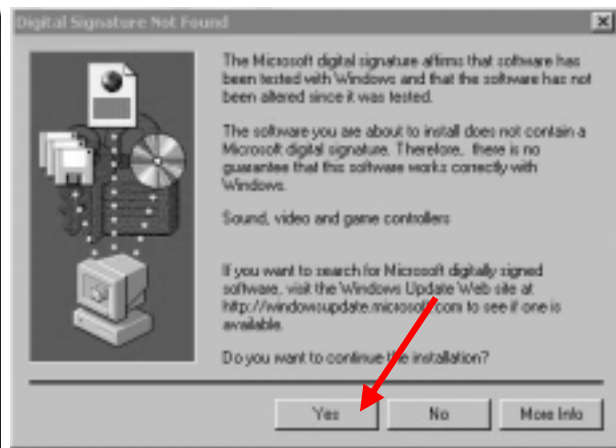 Digital Signature Not Found
The Microsoft digital signature affirms that software has
been tested with Windows and that the software has not
been altered since it was tested.
The software you are about to install does not contain a
Microsoft digital signature. Therefore, there is no
guarantee that this software works correctly with
Windows.
Sound, video and game controllers
If you want to search for Microsoft digitally signed
software, visit the Windows Update Web site at
http://windowsupdate.microsoft.com to see if one is
available.
Do you want to continue the installation?
Yes No More Info